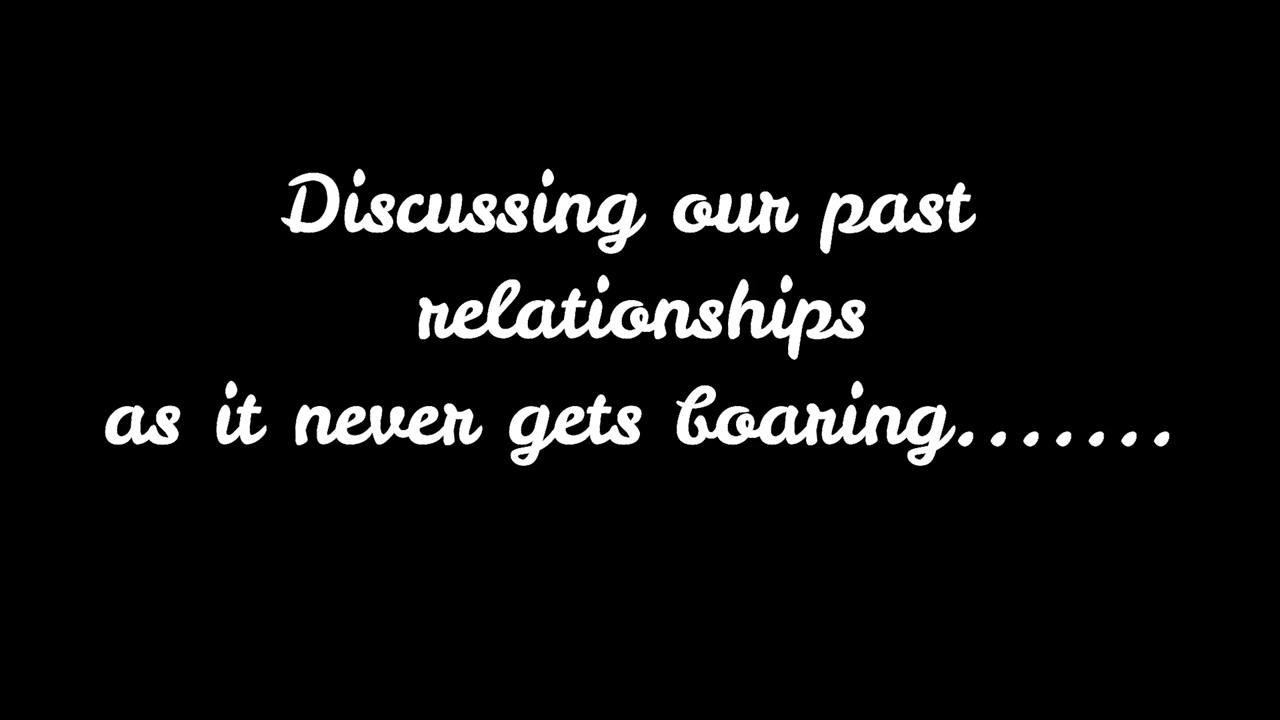 Discussing our past
relationships
as it never gets boaring.......